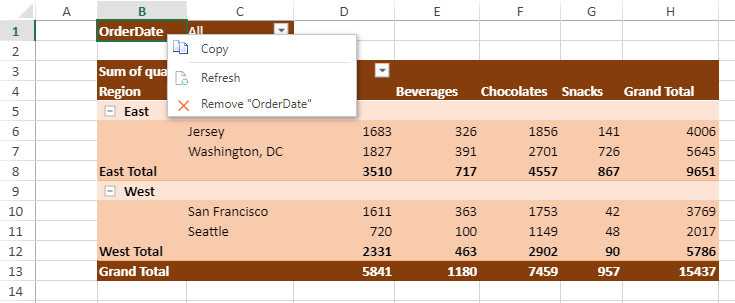 A B C D E F G H
1 OrderDate All
2 Copy
3 Sum of qua
Refresh
4 Region Beverages Chocolates Snacks Grand Total
Remove "OrderDate"
5 East
6 Jersey 1683 326 1856 141 4006
7 Washington, DC 1827 391 2701 726 5645
8 East Total 3510 717 4557 867 9651
9 West
10 San Francisco 1611 363 1753 42 3769
11 Seattle 720 100 1149 48 2017
12 West Total 2331 463 2902 90 5786
13 Grand Total 5841 1180 7459 957 15437
14